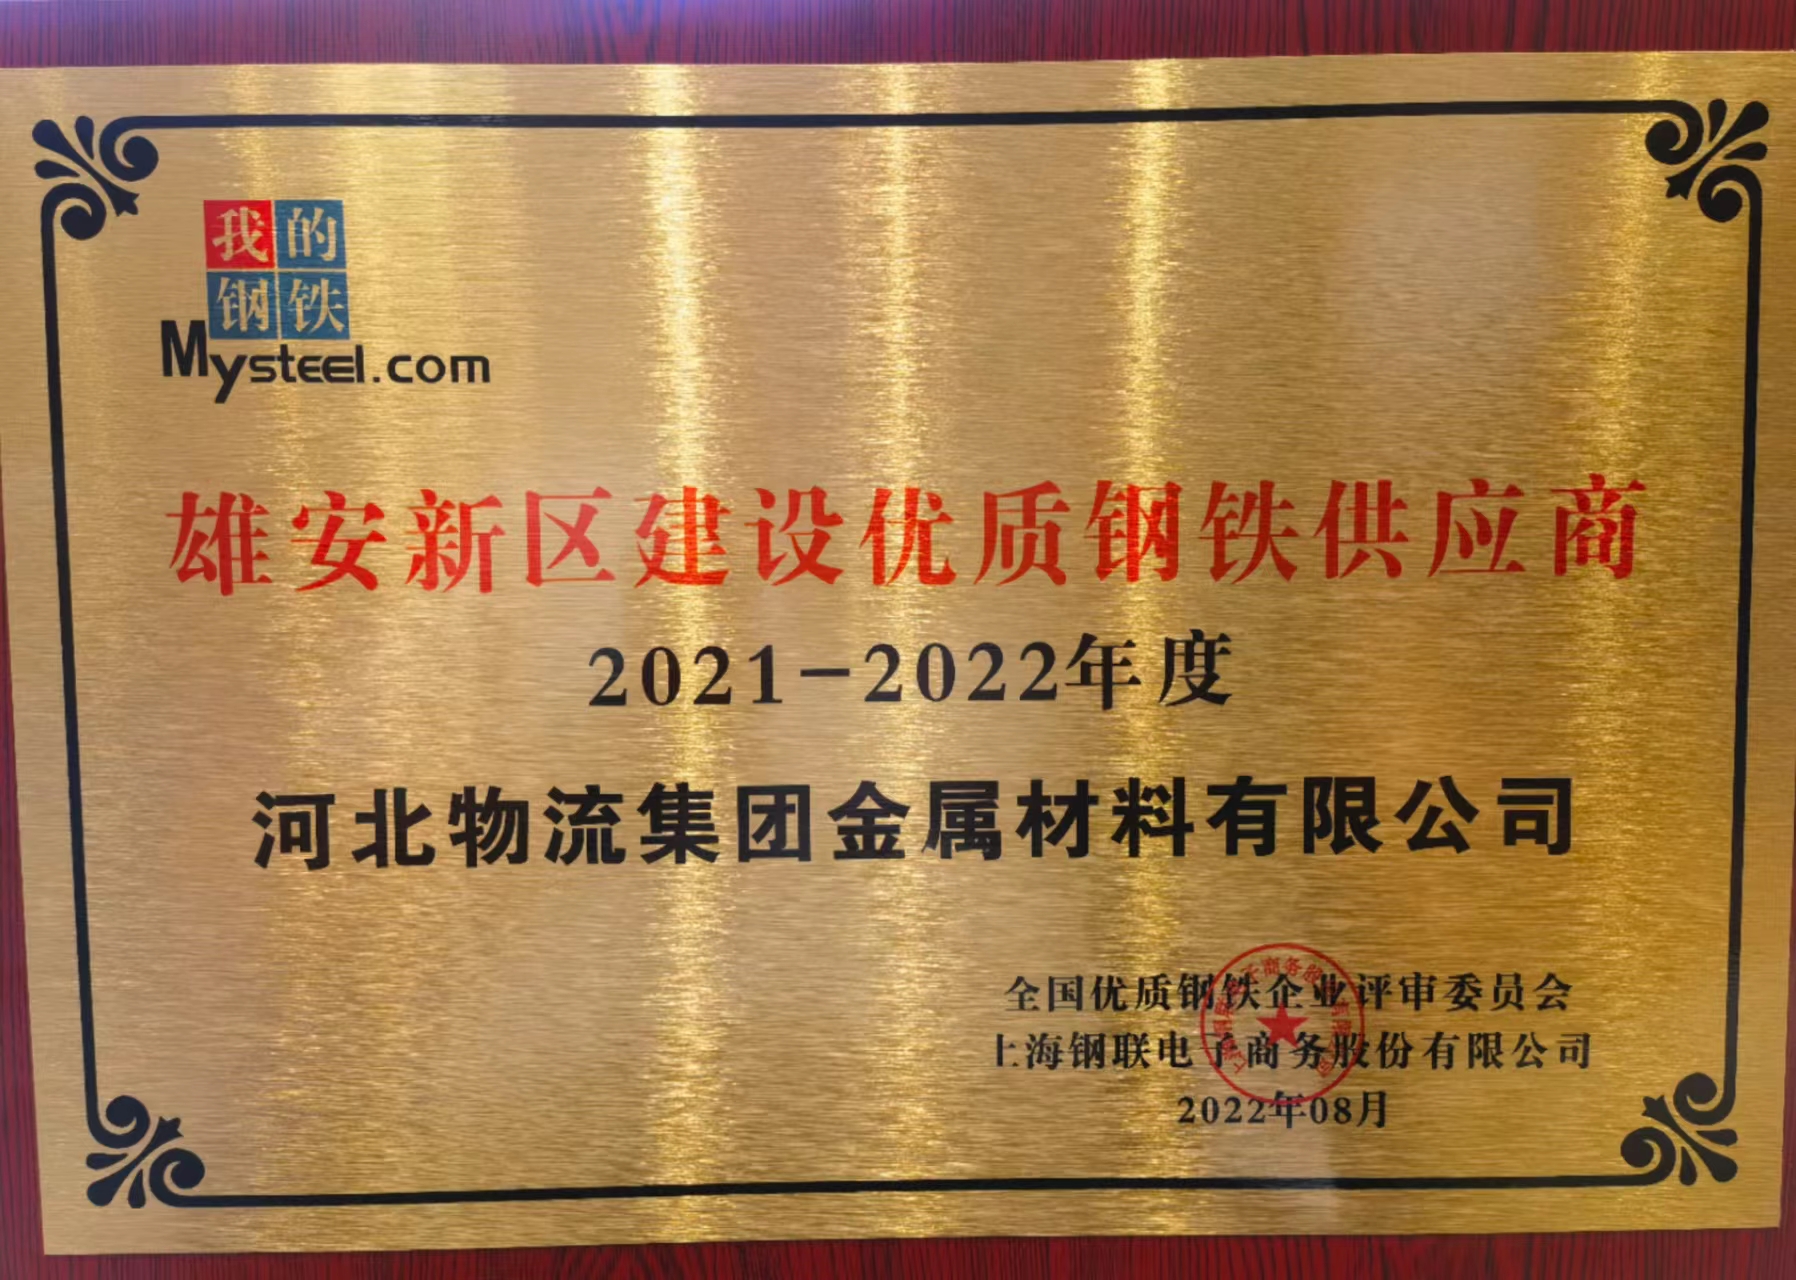 我的
钢铁
Mysteel.com
雄安新区建设优质钢铁供应商
2021-2022年度
河北物流集团金属材料有限公司
全国优质钢铁企业评审委员会
上海钢联电子商务股份有限公司
2022年08月